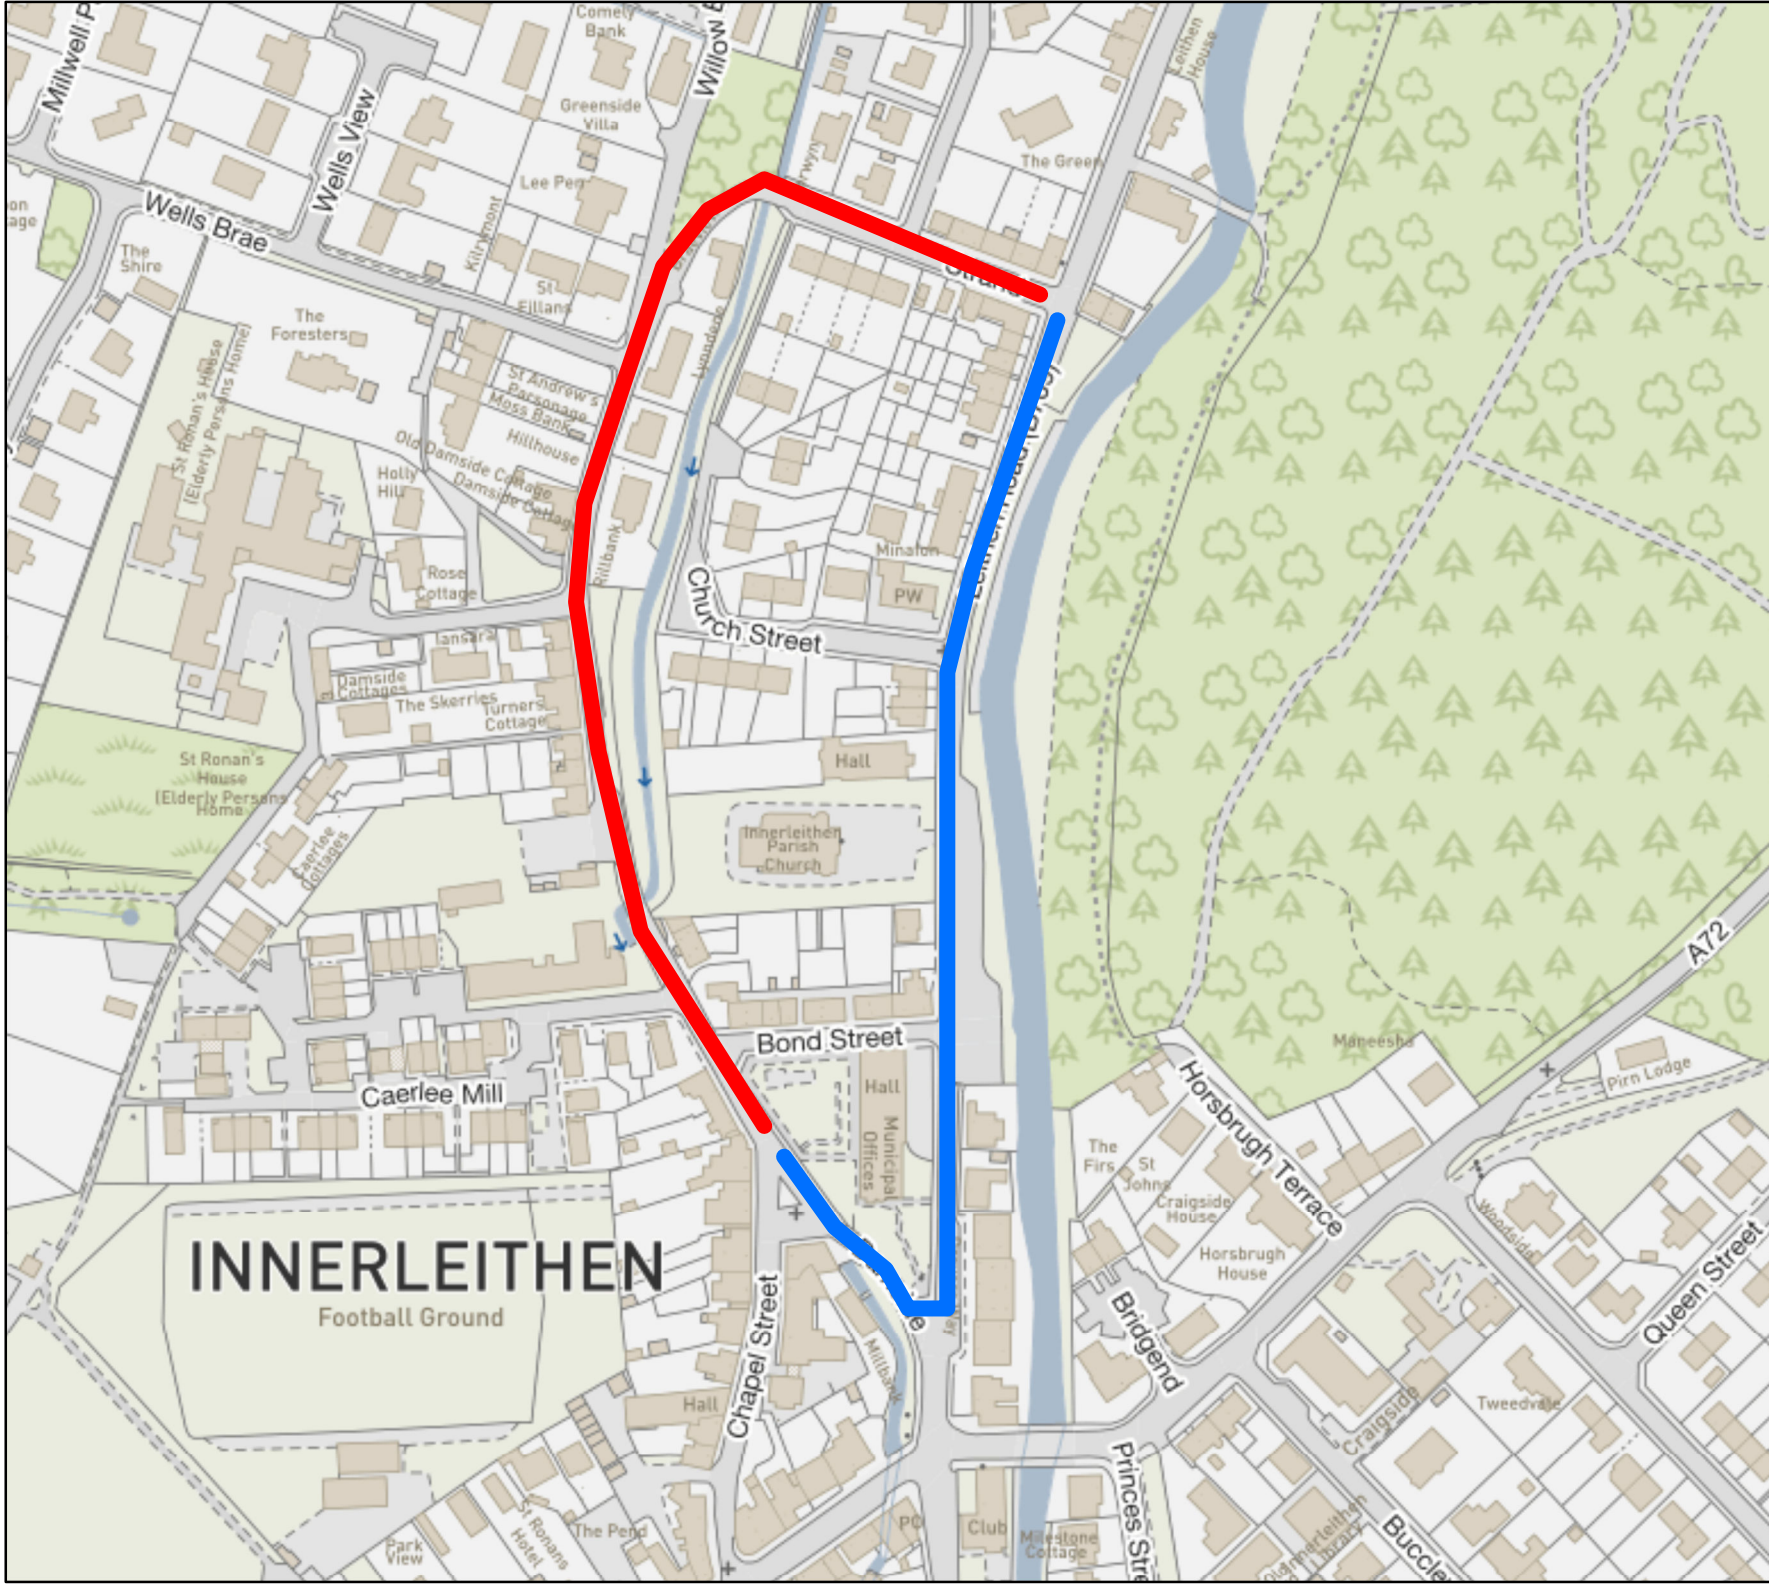 Comely
Bank
Leithen
House
Millwell P
Willow B
Wells View
Greenside
Villa
The Green
Lee Pen
Wells Brae
Kilrymont
The
Shire
St
Fillans
The
Foresters
Strand
Lynndene
St Ronan's House
(Elderly Persons Home)
St Andrew's
Parsonage
Moss Bank
Hillhouse
Old Damside Cottage
Damside Cottage
Holly
Hill
Rillbank
Minalon
Rose
Cottage
PW
Church Street
Tansara
Damside
Cottages
The Skerries
Turners
Cottage
St Ronan's
House
(Elderly Persons
Home
Hall
Innerleithen
Parish
Church
Caerlee
Cottages
A72
Bond Street
Maneesha
Pirn Lodge
Hall
Municipal
Offices
Caerlee Mill
Horsbrugh Terrace
The
Firs
St
Johns
Craigside
House
Woodside
Horsbrugh
House
INNERLEITHEN
Football Ground
Queen Street
Chapel Street
Millbank
Bridgend
Hall
Craigside
Tweedvale
Princes Stre
St Ronans
Hotel
The Pend
Park
View
PO
Club
Milestone
Cottage
Innerleithen
Library
Buccle